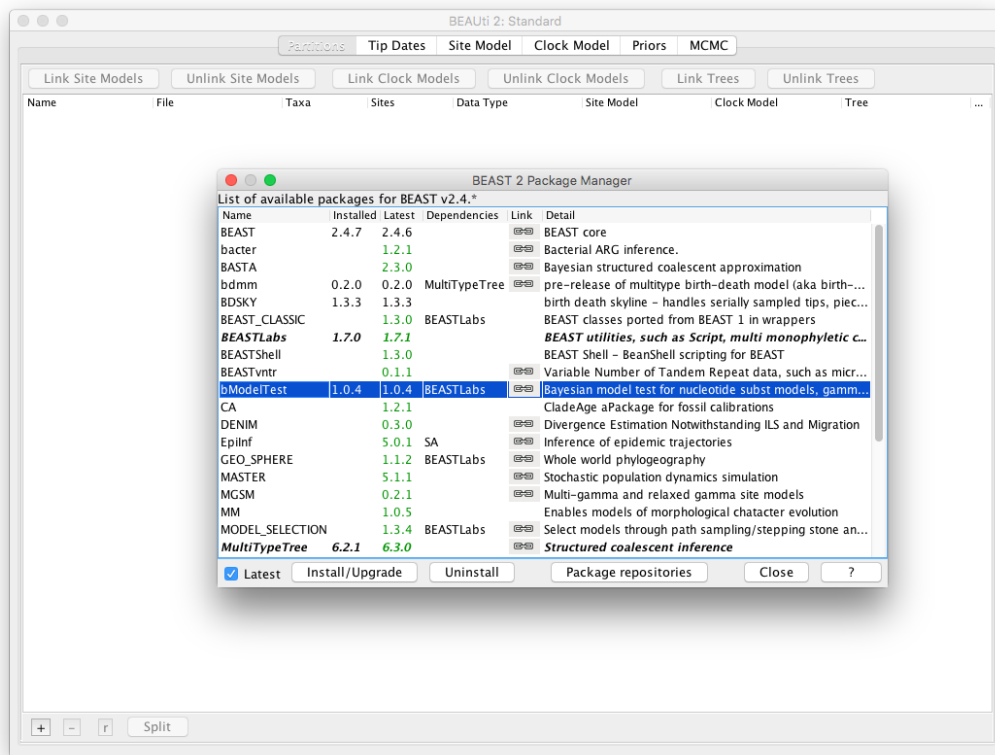 BEAUti 2: Standard
Partitions Tip Dates Site Model Clock Model Priors MCMC
Link Site Models Unlink Site Models Link Clock Models Unlink Clock Models Link Trees Unlink Trees
Name File Taxa Sites Data Type Site Model Clock Model Tree ...
BEAST 2 Package Manager
List of available packages for BEAST v2.4.*
Name Installed Latest Dependencies Link Detail
BEAST 2.4.7 2.4.6 BEAST core
bacter 1.2.1 Bacterial ARG inference.
BASTA 2.3.0 Bayesian structured coalescent approximation
bdmm 0.2.0 0.2.0 MultiTypeTree pre-release of multitype birth-death model (aka birth-...
BDSKY 1.3.3 1.3.3 birth death skyline - handles serially sampled tips, piec...
BEAST_CLASSIC 1.3.0 BEASTLabs BEAST classes ported from BEAST 1 in wrappers
BEASTLabs 1.7.0 1.7.1 BEAST utilities, such as Script, multi monophyletic c...
BEASTShell 1.3.0 BEAST Shell - BeanShell scripting for BEAST
BEASTvntr 0.1.1 Variable Number of Tandem Repeat data, such as micr...
bModelTest 1.0.4 1.0.4 BEASTLabs Bayesian model test for nucleotide subst models, gamm...
CA 1.2.1 CladeAge aPackage for fossil calibrations
DENIM 0.3.0 Divergence Estimation Notwithstanding ILS and Migration
EpiInf 5.0.1 SA Inference of epidemic trajectories
GEO_SPHERE 1.1.2 BEASTLabs Whole world phylogeography
MASTER 5.1.1 Stochastic population dynamics simulation
MGSM 0.2.1 Multi-gamma and relaxed gamma site models
MM 1.0.5 Enables models of morphological chatacter evolution
MODEL_SELECTION 1.3.4 BEASTLabs Select models through path sampling/stepping stone an...
MultiTypeTree 6.2.1 6.3.0 Structured coalescent inference
Latest Install/Upgrade Uninstall Package repositories Close ?
+ - r Split